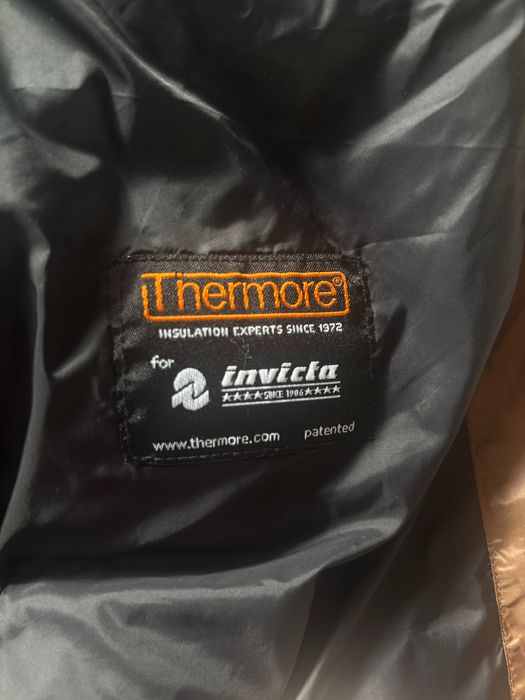 Thermore®
INSULATION EXPERTS SINCE 1972
for
invicta
★★★★SINCE 1906★★★★
www.thermore.com
patented